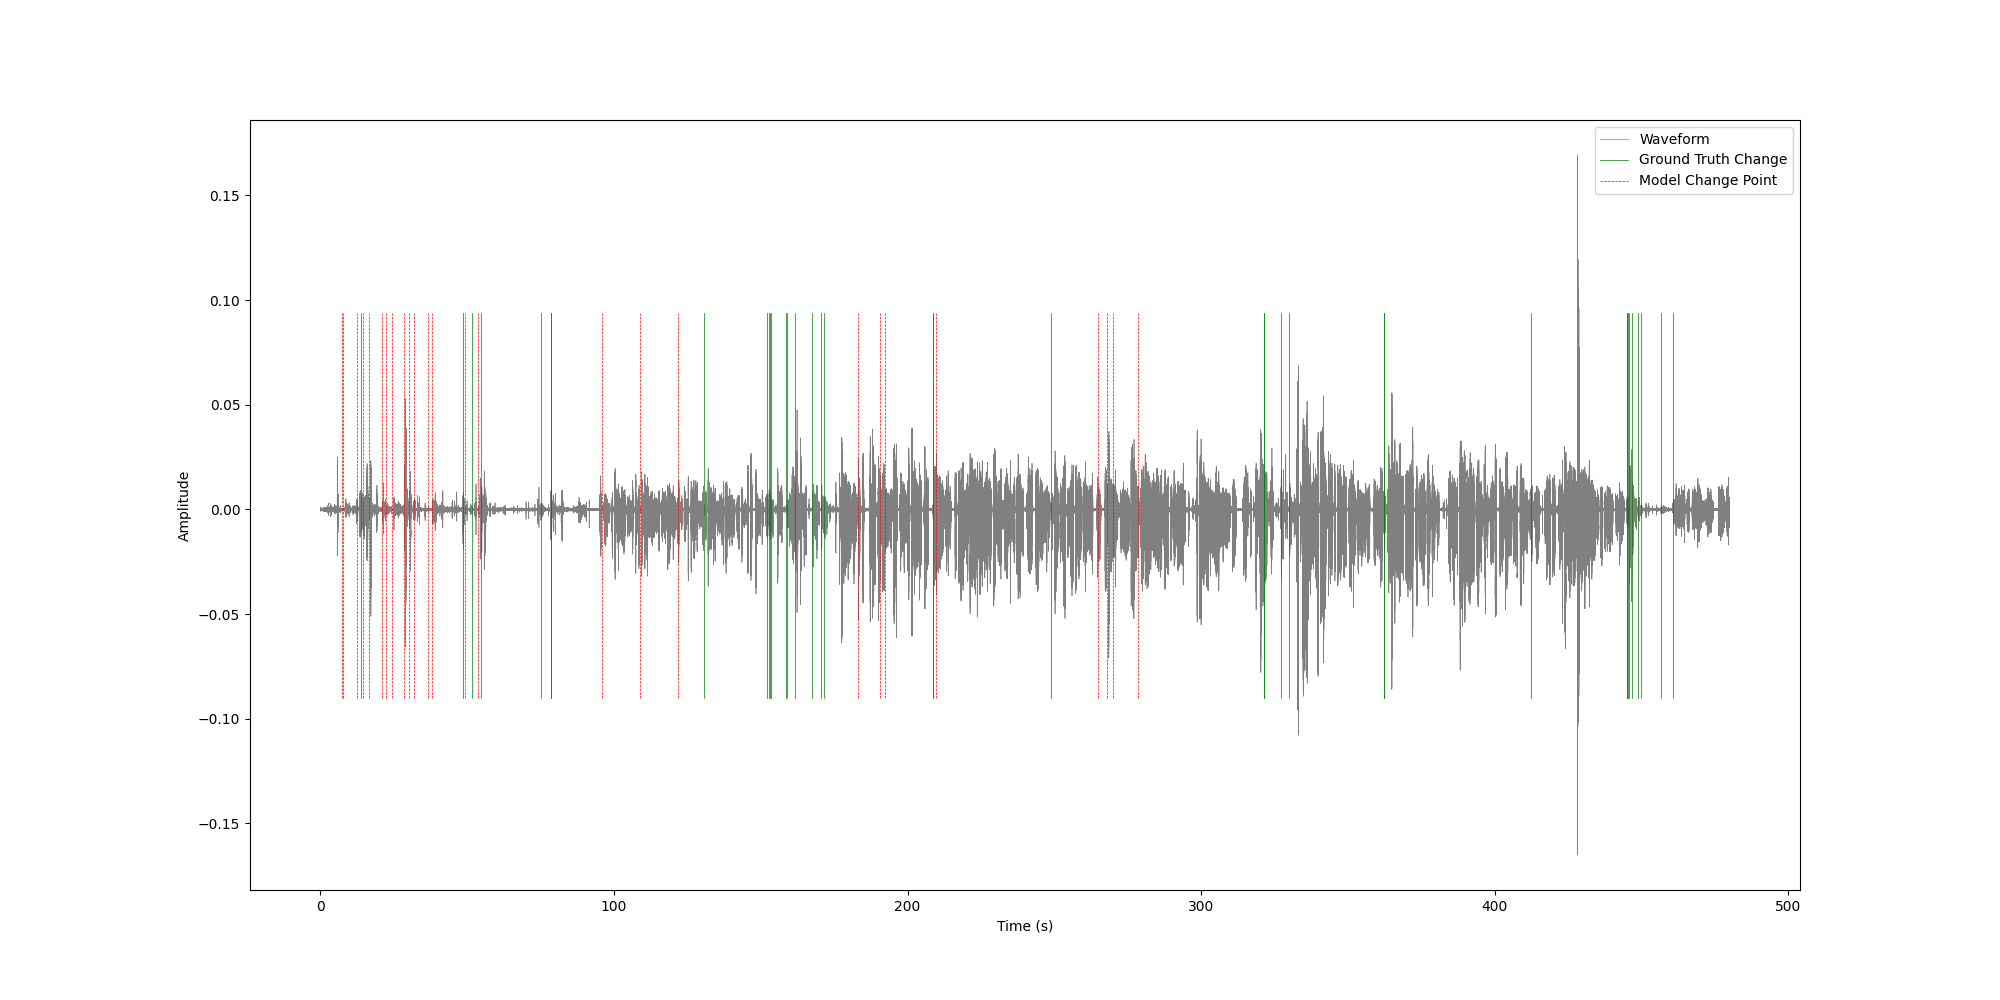 Waveform
Ground Truth Change
Model Change Point
0.15
0.10
0.05
0.00
−0.05
−0.10
−0.15
Amplitude
0 100 200 300 400 500
Time (s)